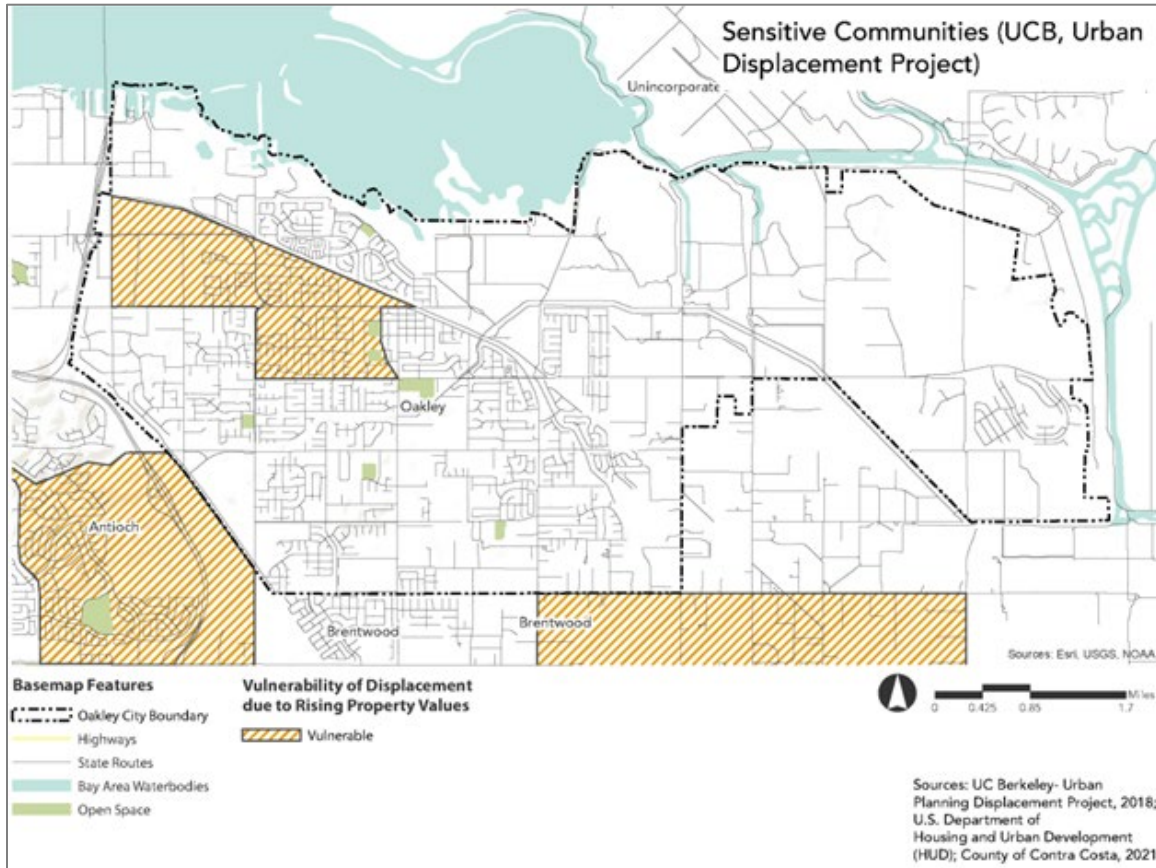 Sensitive Communities (UCB, Urban
Displacement Project)
Unincorporate
Oakley
Antioch
Brentwood
Brentwood
Sources: Esri, USGS, NOAA
Basemap Features
Oakley City Boundary
Highways
State Routes
Bay Area Waterbodies
Open Space
Vulnerability of Displacement
due to Rising Property Values
Vulnerable
Miles
0 0.425 0.85 1.7
Sources: UC Berkeley- Urban
Planning Displacement Project, 2018;
U.S. Department of
Housing and Urban Development
(HUD); County of Contra Costa, 2021